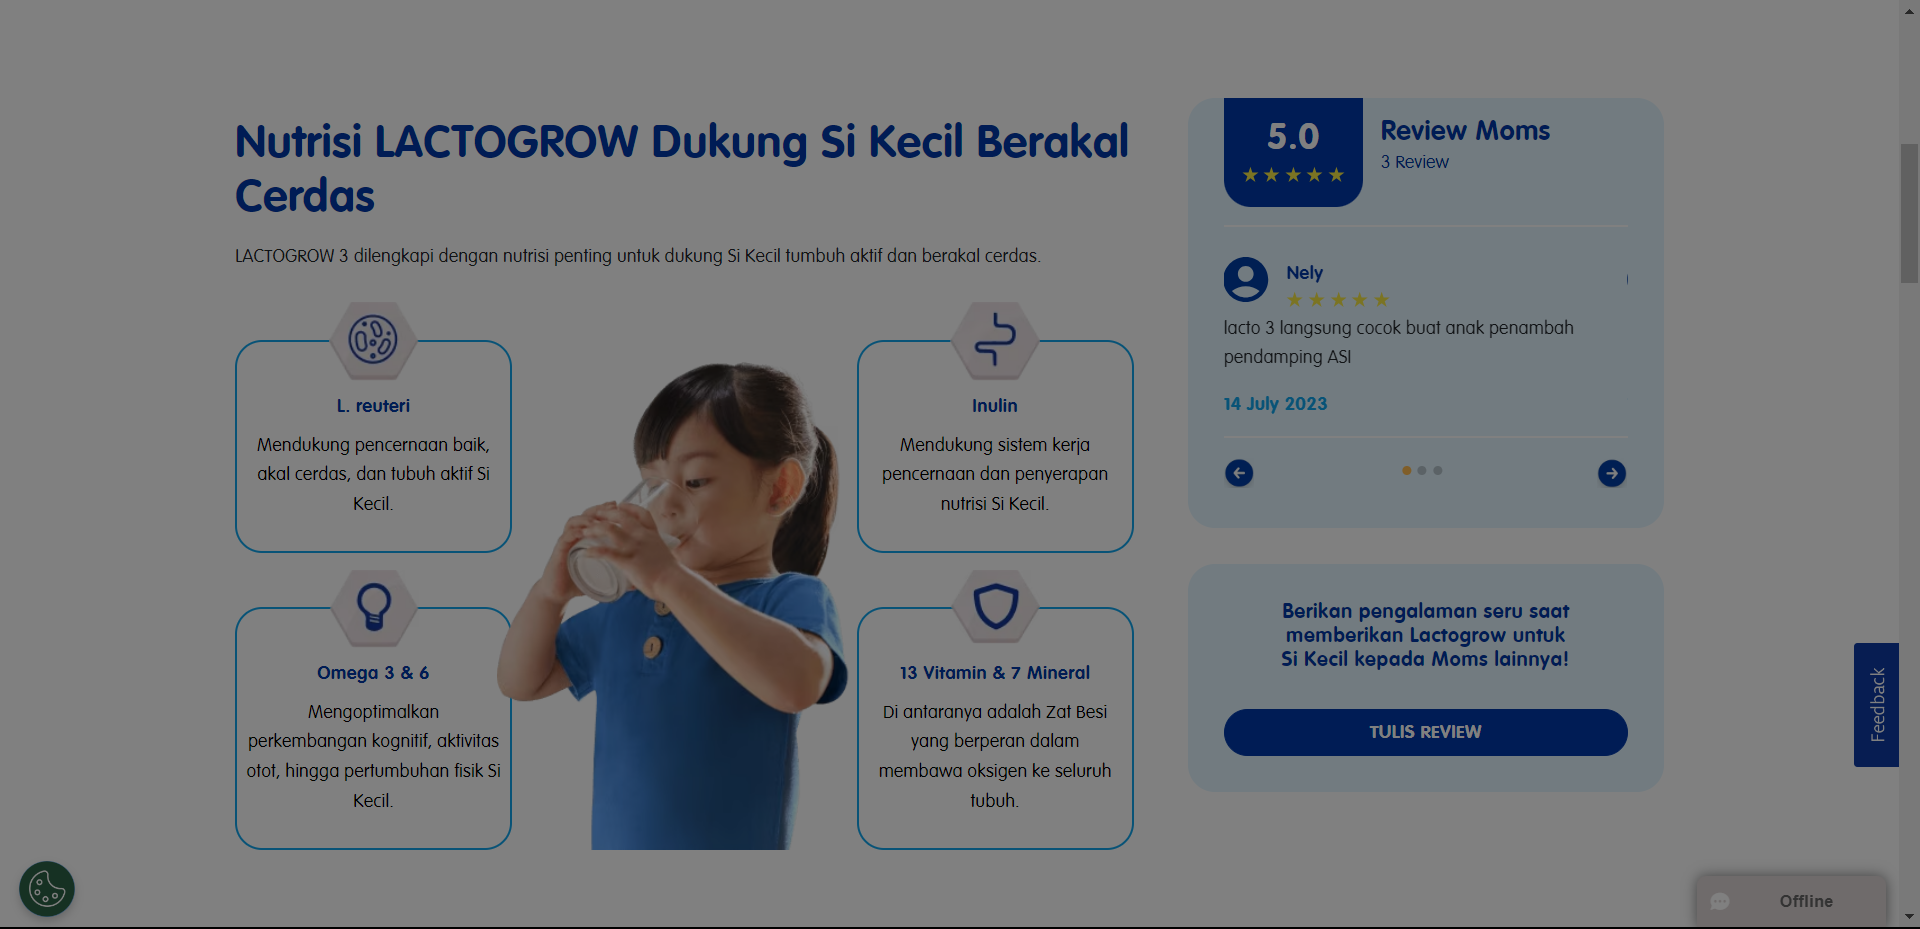 Nutrisi LACTOGROW Dukung Si Kecil Berakal
Cerdas
LACTOGROW 3 dilengkapi dengan nutrisi penting untuk dukung Si Kecil tumbuh aktif dan berakal cerdas.
L. reuteri
Mendukung pencernaan baik,
akal cerdas, dan tubuh aktif Si
Kecil.
Inulin
Mendukung sistem kerja
pencernaan dan penyerapan
nutrisi Si Kecil.
Omega 3 & 6
Mengoptimalkan
perkembangan kognitif, aktivitas
otot, hingga pertumbuhan fisik Si
Kecil.
13 Vitamin & 7 Mineral
Di antaranya adalah Zat Besi
yang berperan dalam
membawa oksigen ke seluruh
tubuh.
5.0
Review Moms
3 Review
Nely
lacto 3 langsung cocok buat anak penambah
pendamping ASI
14 July 2023
Berikan pengalaman seru saat
memberikan Lactogrow untuk
Si Kecil kepada Moms lainnya!
TULIS REVIEW
Feedback
Offline